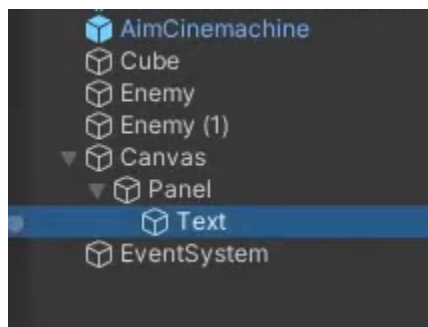 AimCinemachine
Cube
Enemy
Enemy (1)
Canvas
Panel
Text
EventSystem